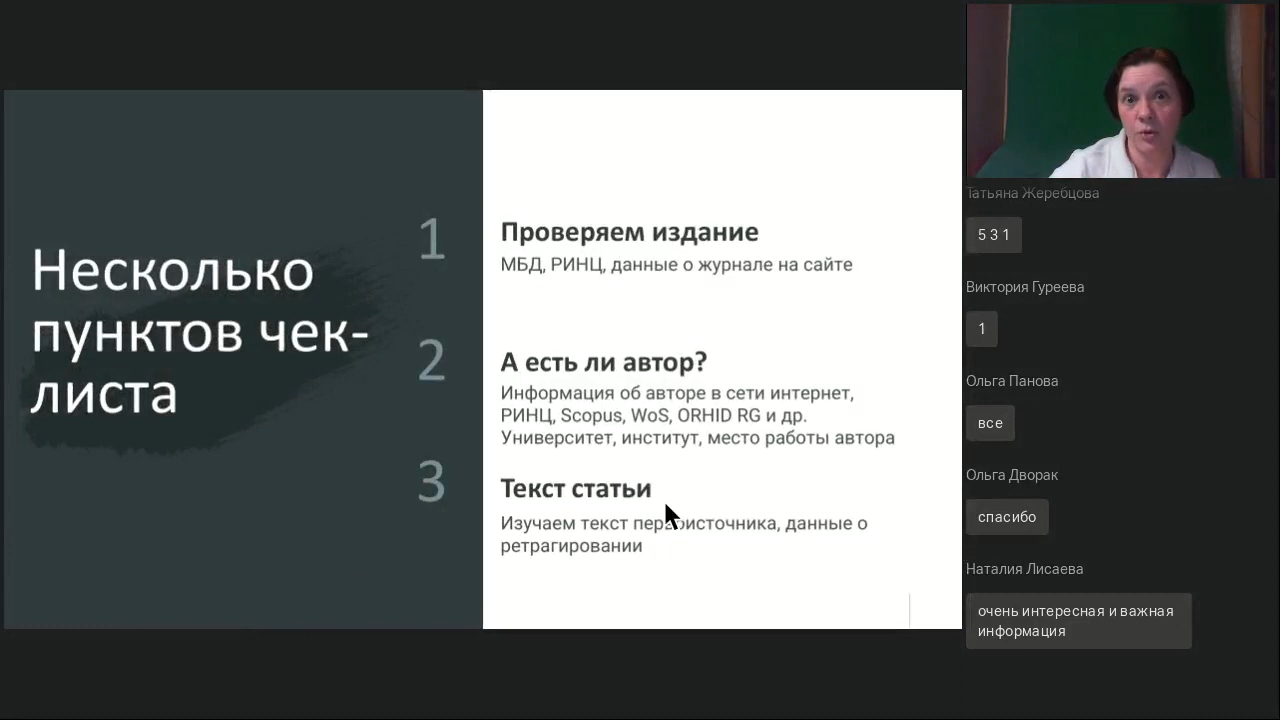 Несколько
пунктов чек-
листа
1
Проверяем издание
МБД, РИНЦ, данные о журнале на сайте
2
А есть ли автор?
Информация об авторе в сети интернет,
РИНЦ, Scopus, WoS, ORHID RG и др.
Университет, институт, место работы автора
3
Текст статьи
Изучаем текст первоисточника, данные о
ретрагировании
Татьяна Жеребцова
5 3 1
Виктория Гуреева
1
Ольга Панова
все
Ольга Дворак
спасибо
Наталия Лисаева
очень интересная и важная
информация